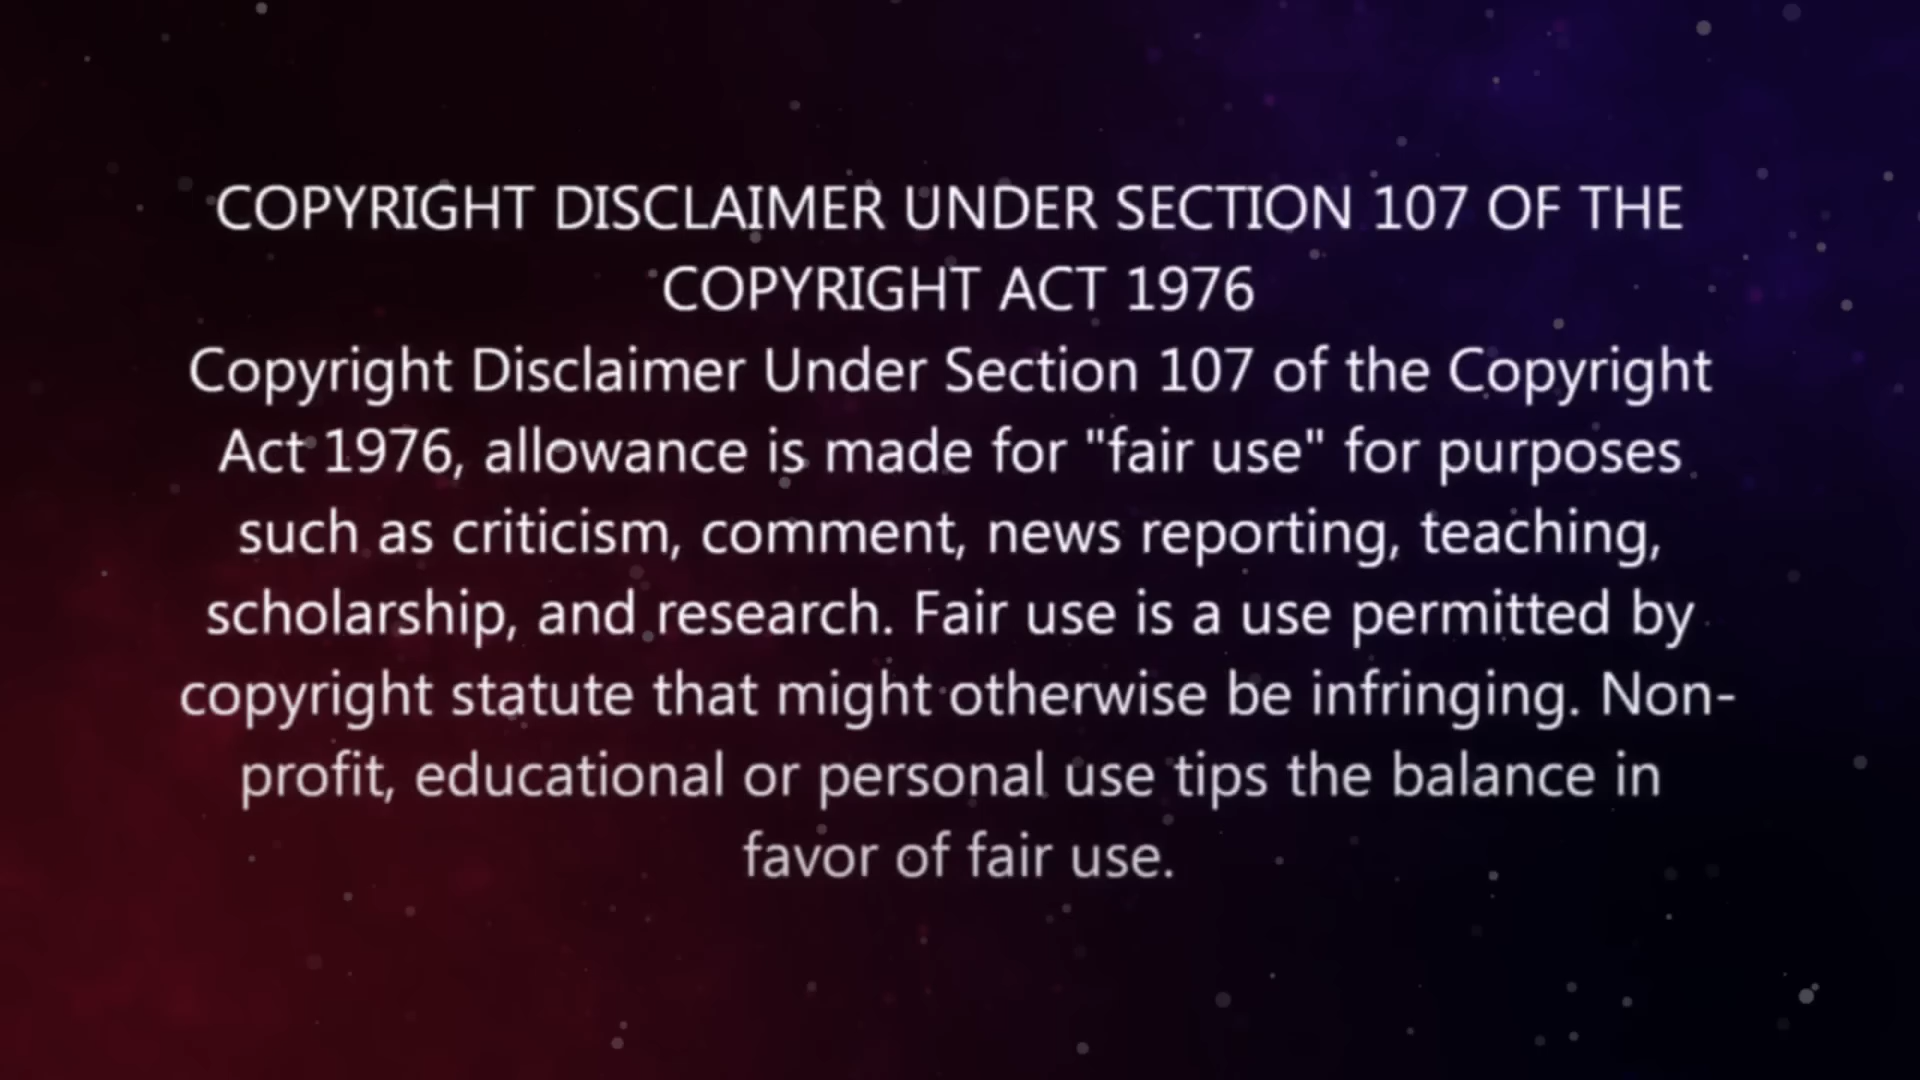 COPYRIGHT DISCLAIMER UNDER SECTION 107 OF THE
COPYRIGHT ACT 1976
Copyright Disclaimer Under Section 107 of the Copyright
Act 1976, allowance is made for "fair use" for purposes
such as criticism, comment, news reporting, teaching,
scholarship, and research. Fair use is a use permitted by
copyright statute that might otherwise be infringing. Non-
profit, educational or personal use tips the balance in
favor of fair use.